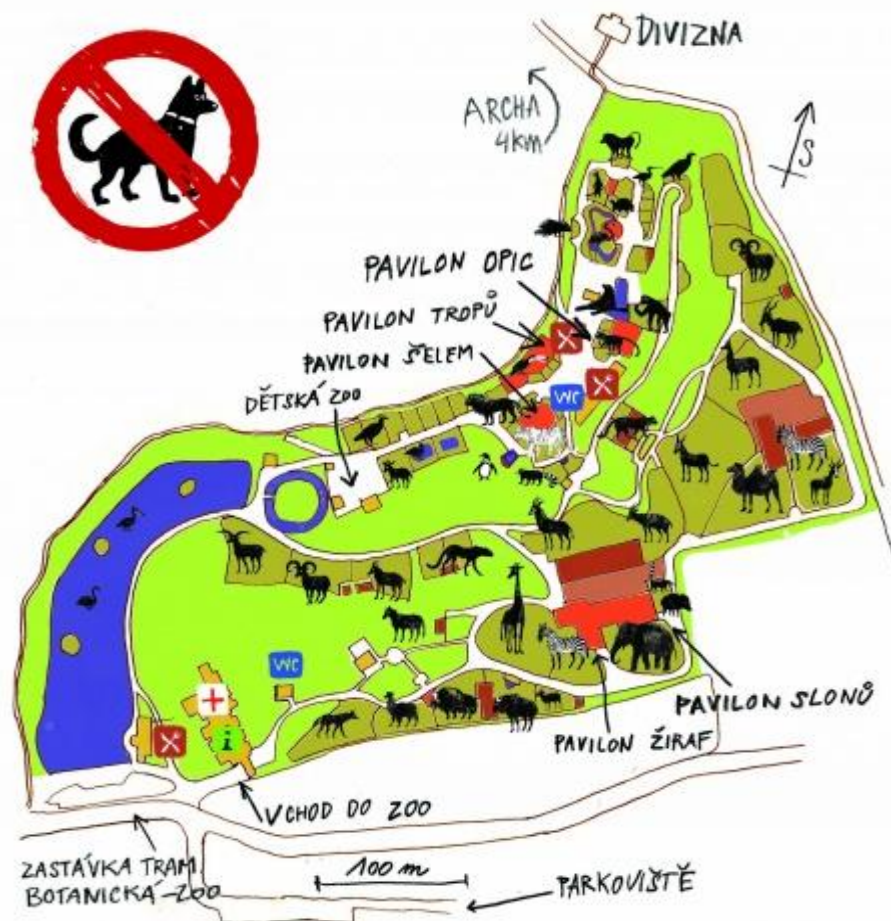 DIVIZNA
ARCHA
4km
S
PAVILON OPIC
PAVILON TROPŮ
PAVILON ŠELEM
DĚTSKÁ ZOO
WC
WC
i
PAVILON SLONŮ
PAVILON ŽIRAF
VCHOD DO ZOO
ZASTÁVKA TRAM
BOTANICKÁ-ZOO
100 m
PARKOVIŠTĚ